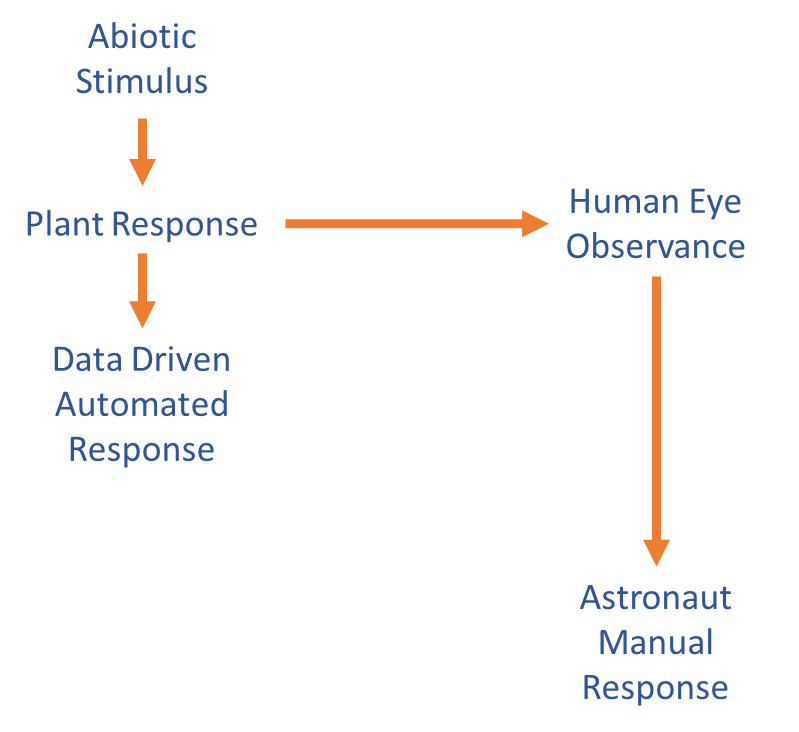 Abiotic
Stimulus
Plant Response
Human Eye
Observance
Data Driven
Automated
Response
Astronaut
Manual
Response